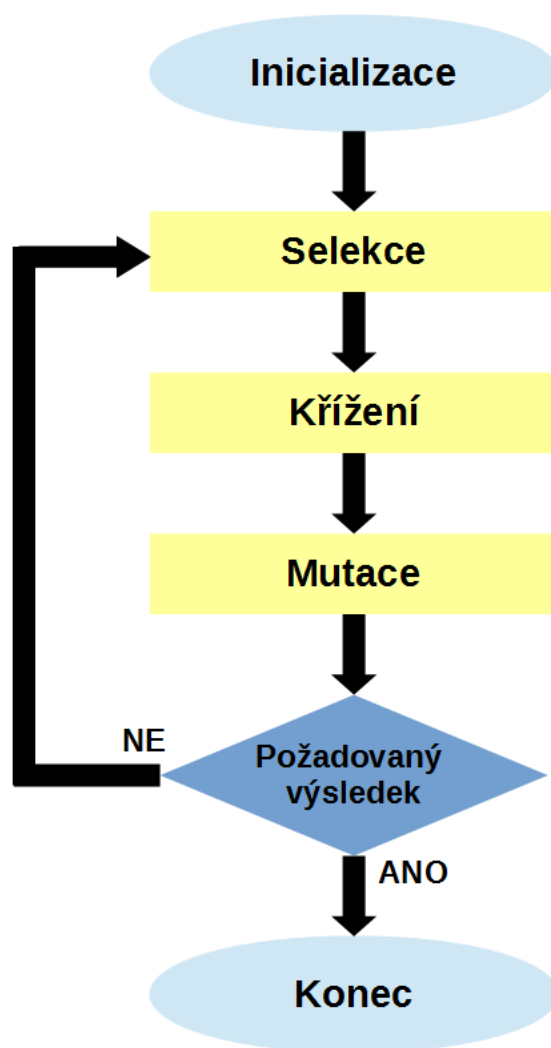 Inicializace
Selekce
Křížení
Mutace
NE
Požadovaný
výsledek
ANO
Konec